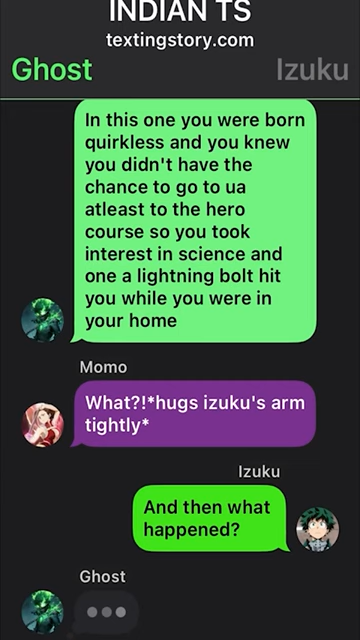 INDIAN TS
textingstory.com
Ghost Izuku
In this one you were born
quirkless and you knew
you didn't have the
chance to go to ua
atleast to the hero
course so you took
interest in science and
one a lightning bolt hit
you while you were in
your home
Momo
What?!*hugs izuku's arm
tightly*
Izuku
And then what
happened?
Ghost